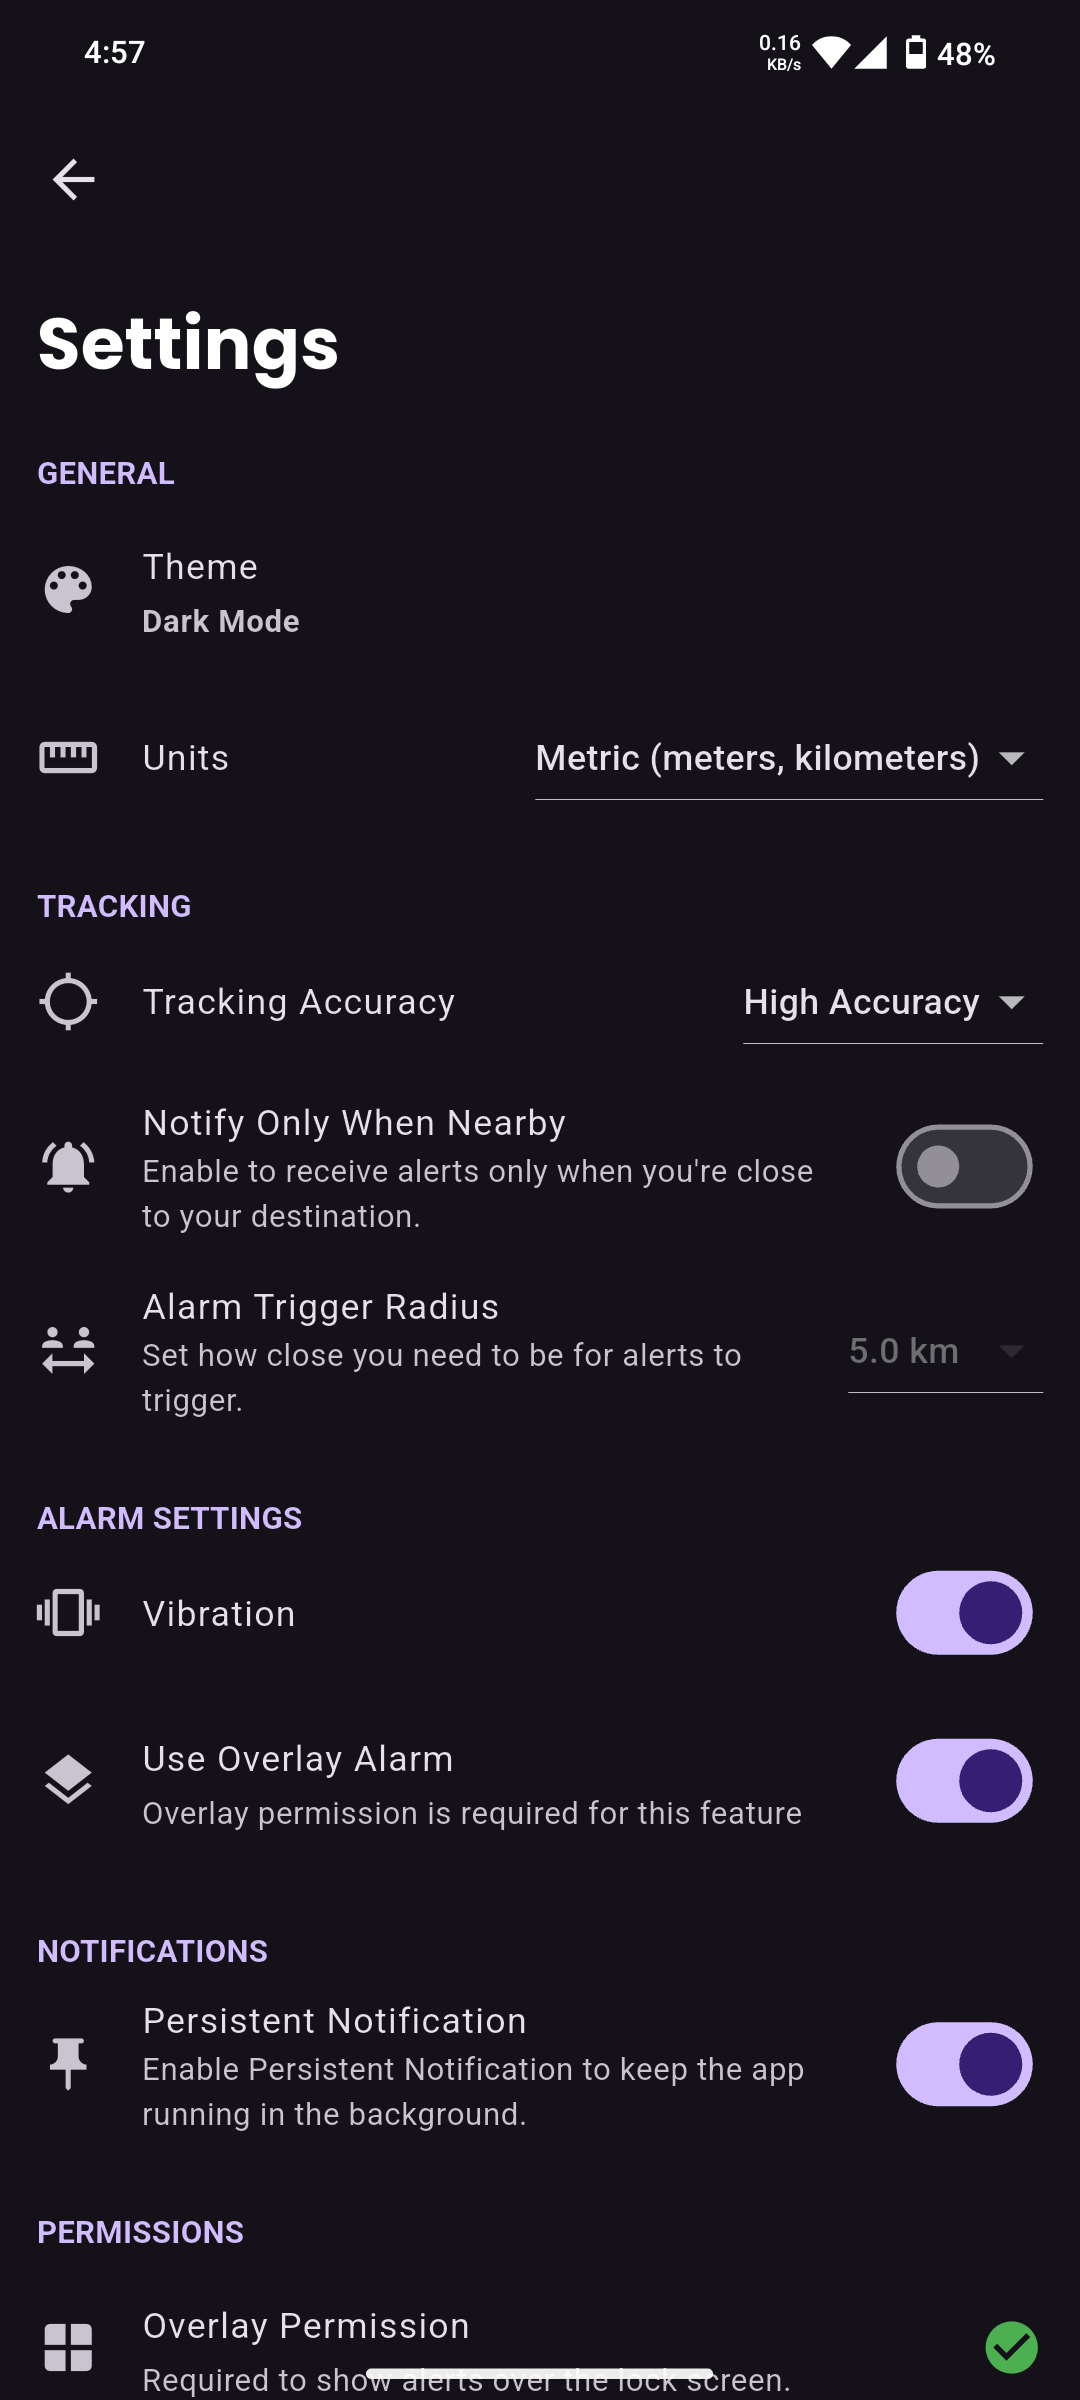 4:57
0.16
KB/s
48%
Settings
GENERAL
Theme
Dark Mode
Units
Metric (meters, kilometers)
TRACKING
Tracking Accuracy
High Accuracy
Notify Only When Nearby
Enable to receive alerts only when you're close
to your destination.
Alarm Trigger Radius
Set how close you need to be for alerts to
trigger.
5.0 km
ALARM SETTINGS
Vibration
Use Overlay Alarm
Overlay permission is required for this feature
NOTIFICATIONS
Persistent Notification
Enable Persistent Notification to keep the app
running in the background.
PERMISSIONS
Overlay Permission
Required to show alerts over the lock screen.